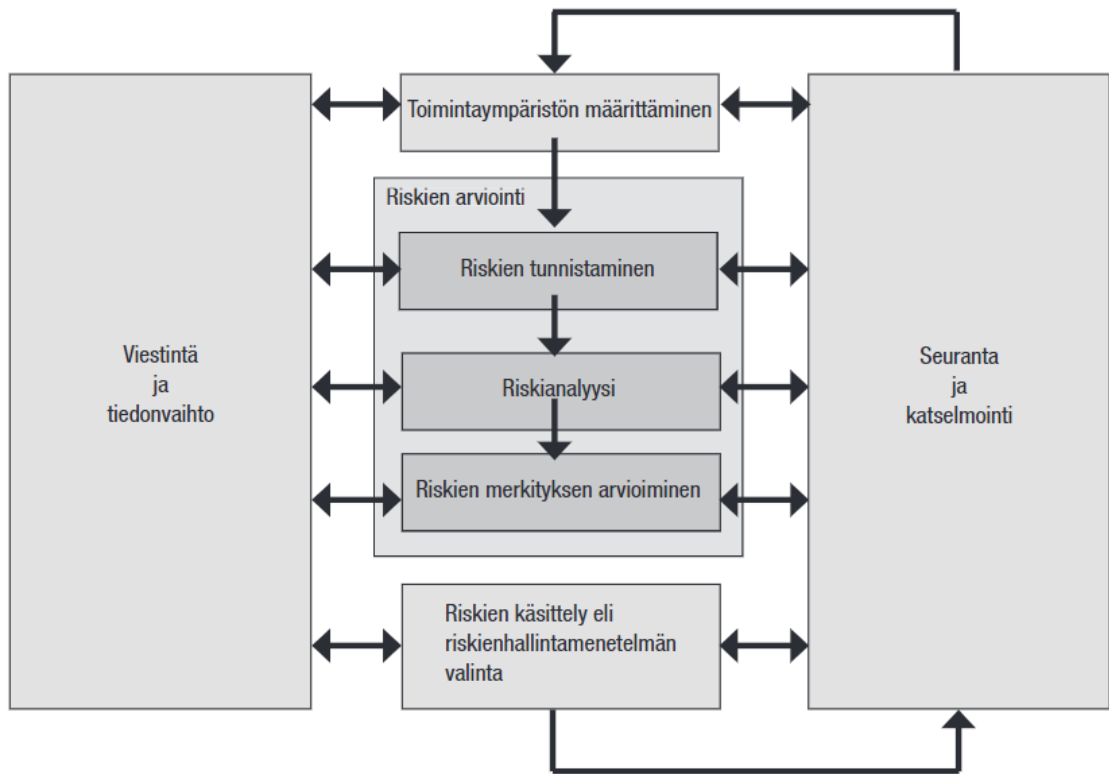 Toimintaympäristön määrittäminen
Riskien arviointi
Riskien tunnistaminen
Viestintä
ja
tiedonvaihto
Riskianalyysi
Seuranta
ja
katselmointi
Riskien merkityksen arvioiminen
Riskien käsittely eli
riskienhallintamenetelmän
valinta